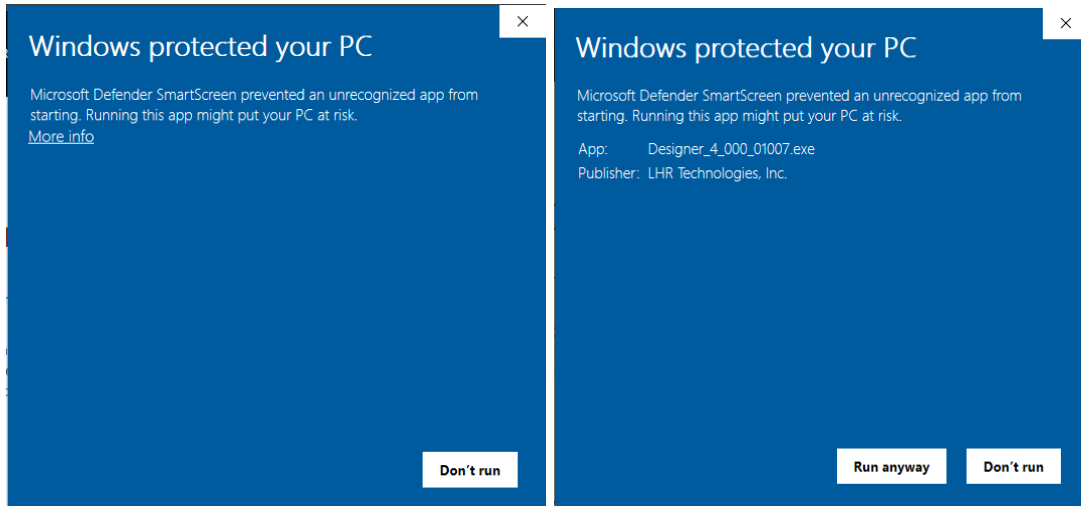 Windows protected your PC
Microsoft Defender SmartScreen prevented an unrecognized app from
starting. Running this app might put your PC at risk.
More info
Don't run
Windows protected your PC
Microsoft Defender SmartScreen prevented an unrecognized app from
starting. Running this app might put your PC at risk.
App: Designer_4_000_01007.exe
Publisher: LHR Technologies, Inc.
Run anyway Don't run